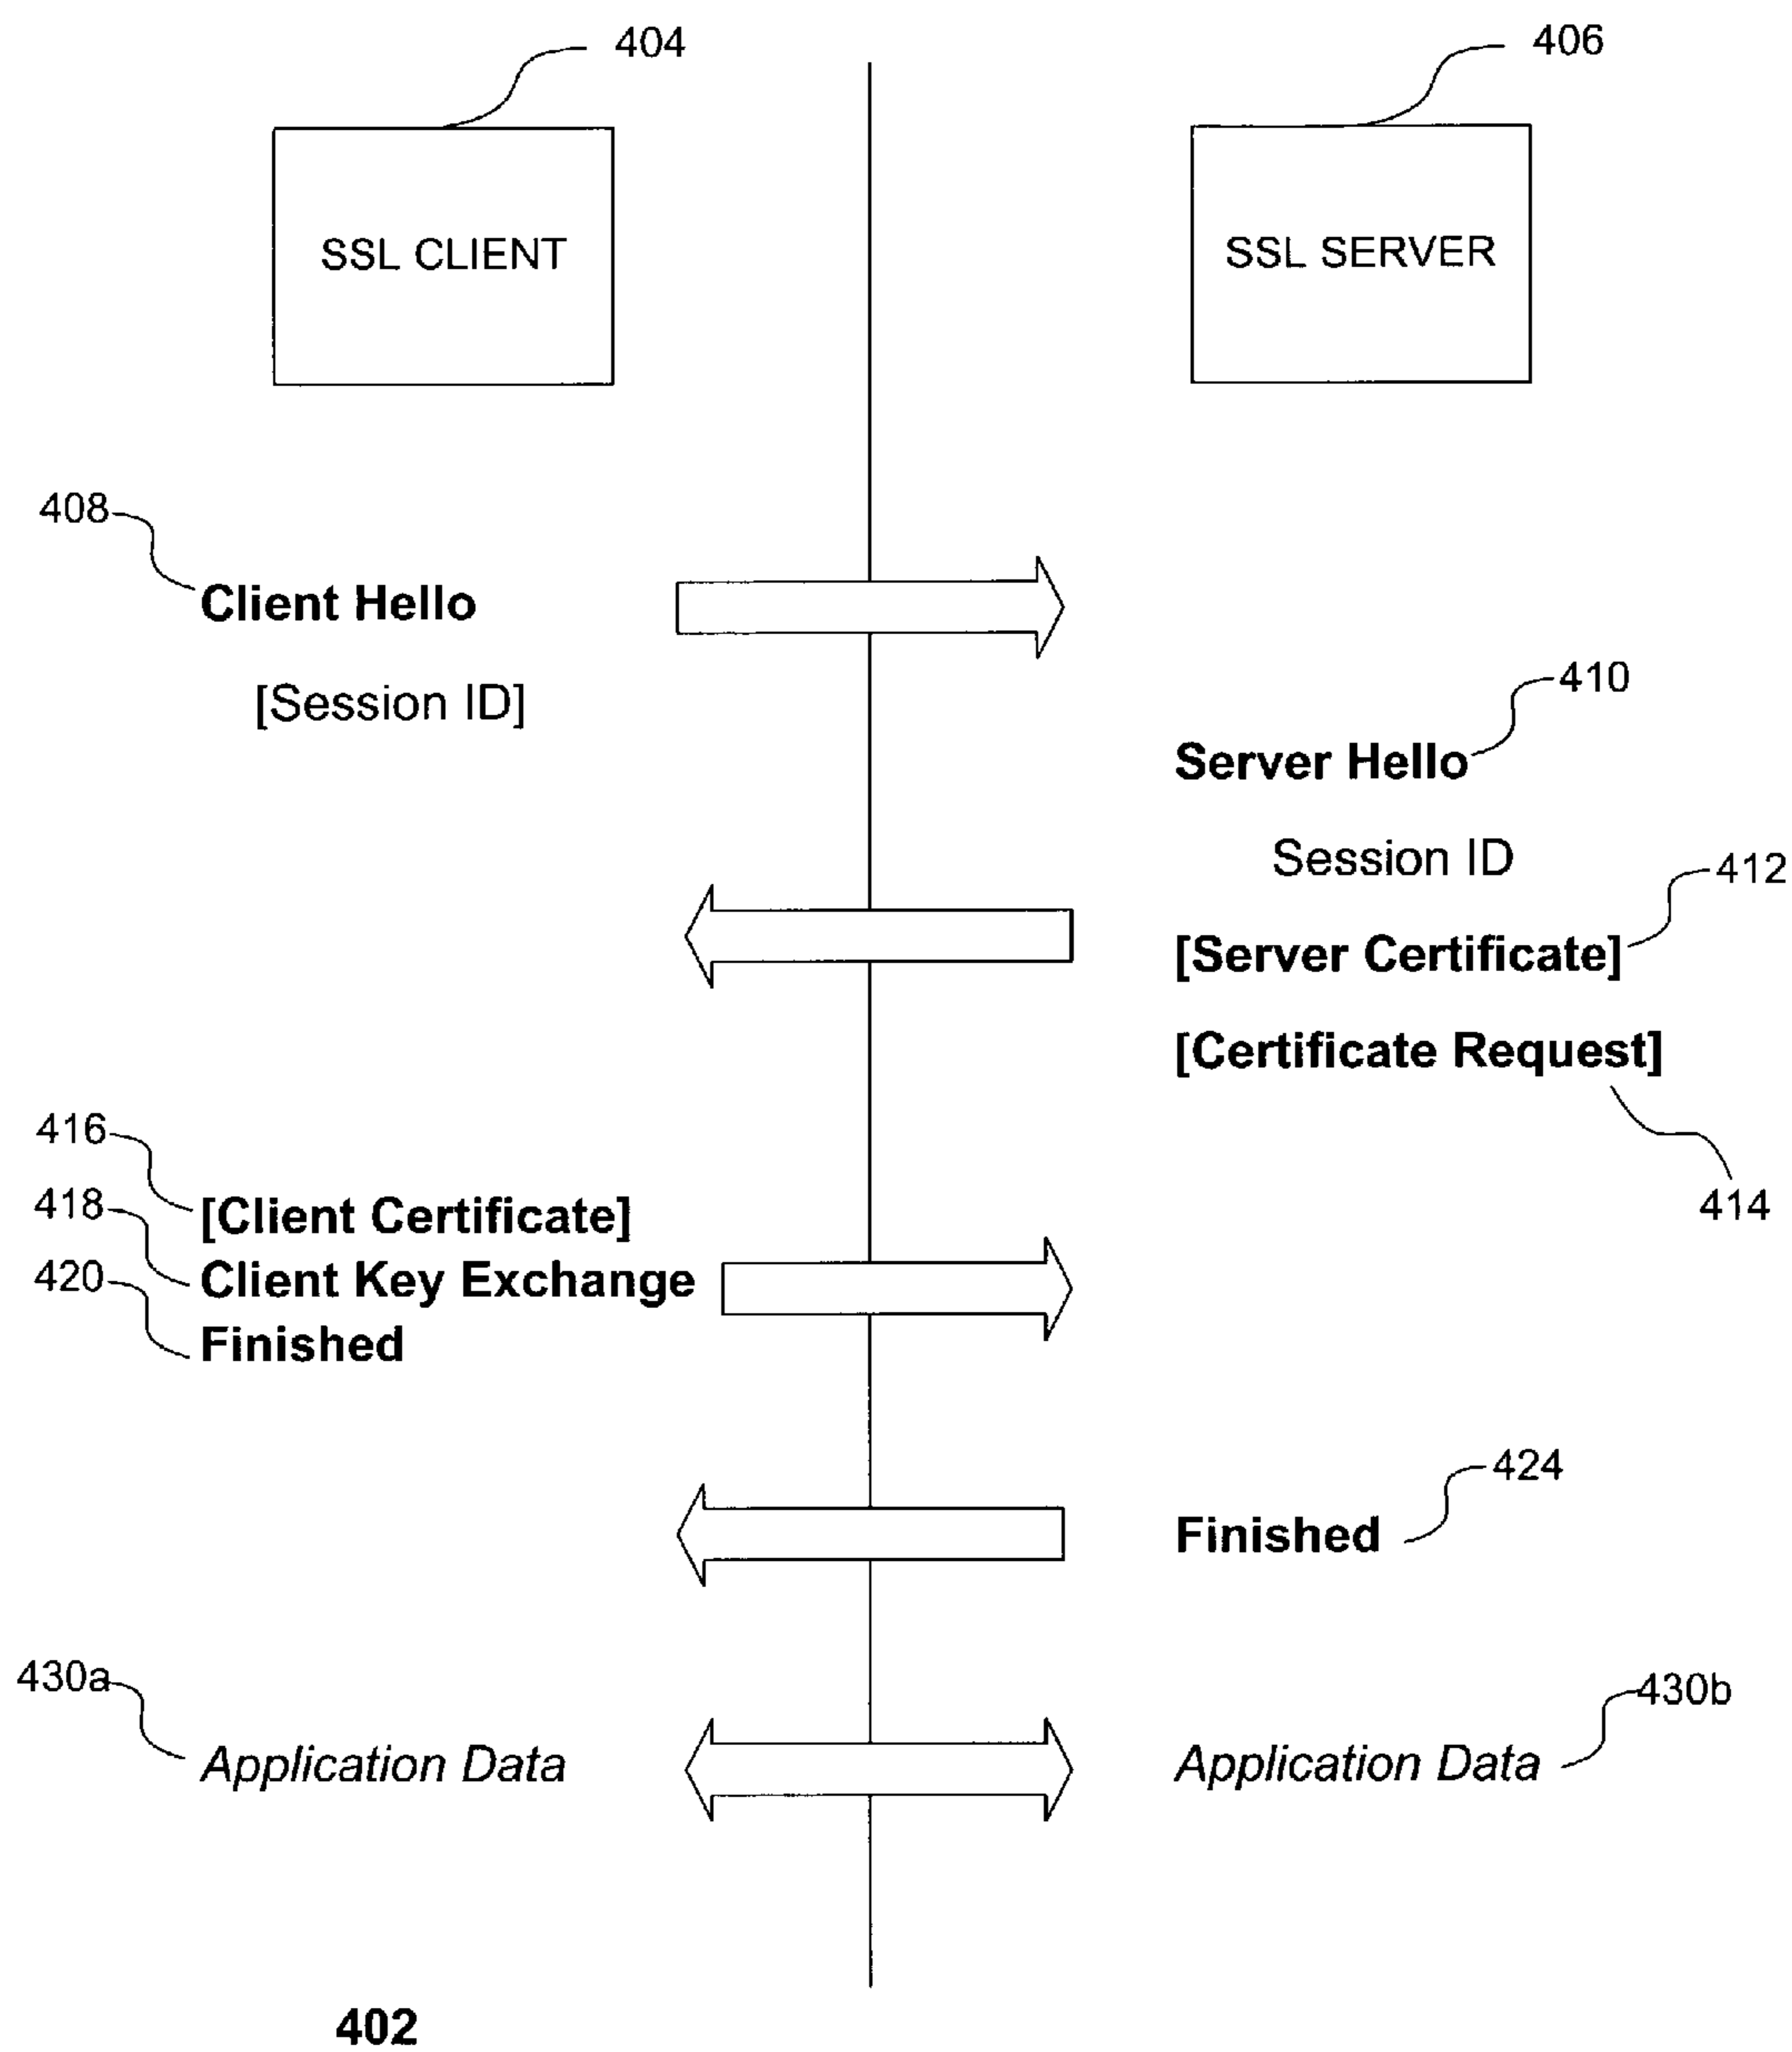 404
406
SSL CLIENT
SSL SERVER
408
Client Hello
[Session ID]
410
Server Hello
Session ID
412
[Server Certificate]
[Certificate Request]
414
416
[Client Certificate]
418
Client Key Exchange
420
Finished
424
Finished
430a
Application Data
430b
Application Data
402